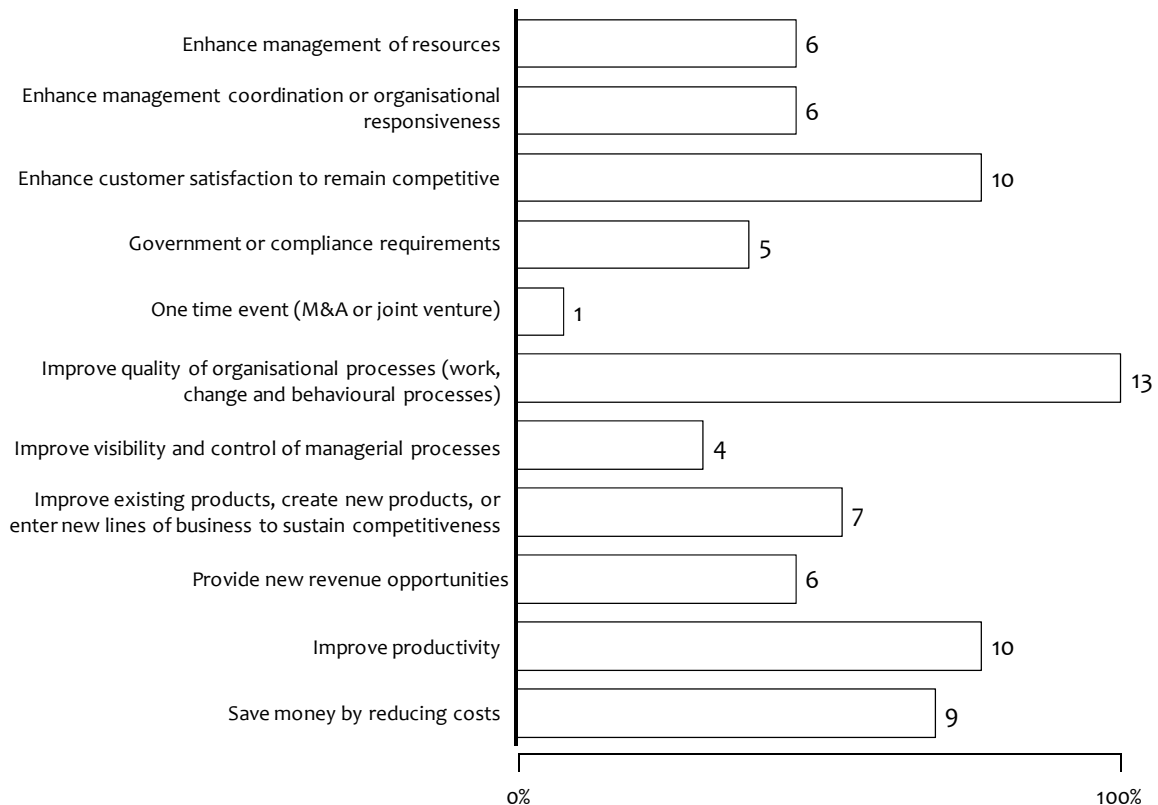 Enhance management of resources
6
Enhance management coordination or organisational
responsiveness
6
Enhance customer satisfaction to remain competitive
10
Government or compliance requirements
5
One time event (M&A or joint venture)
1
Improve quality of organisational processes (work,
change and behavioural processes)
13
Improve visibility and control of managerial processes
4
Improve existing products, create new products, or
enter new lines of business to sustain competitiveness
7
Provide new revenue opportunities
6
Improve productivity
10
Save money by reducing costs
9
0%
100%